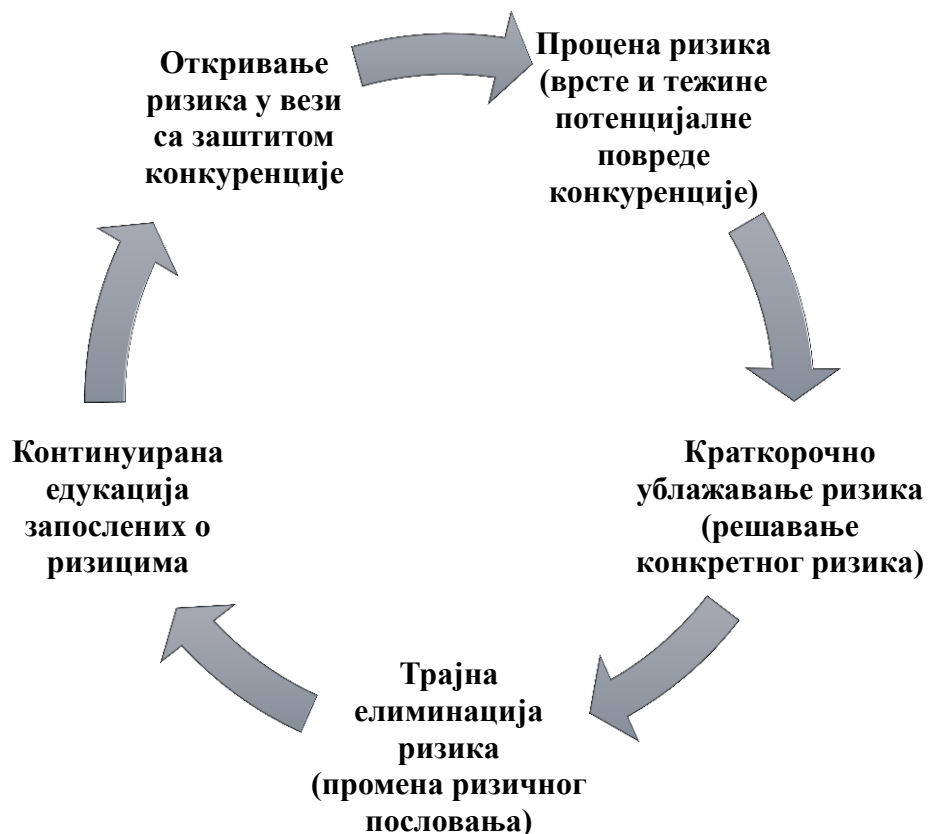 Откривање
ризика у вези
са заштитом
конкуренције
Процена ризика
(врсте и тежине
потенцијалне
повреде
конкуренције)
Краткорочно
ублажавање ризика
(решавање
конкретног ризика)
Трајна
елиминација
ризика
(промена ризичног
пословања)
Континуирана
едукација
запослених о
ризицима